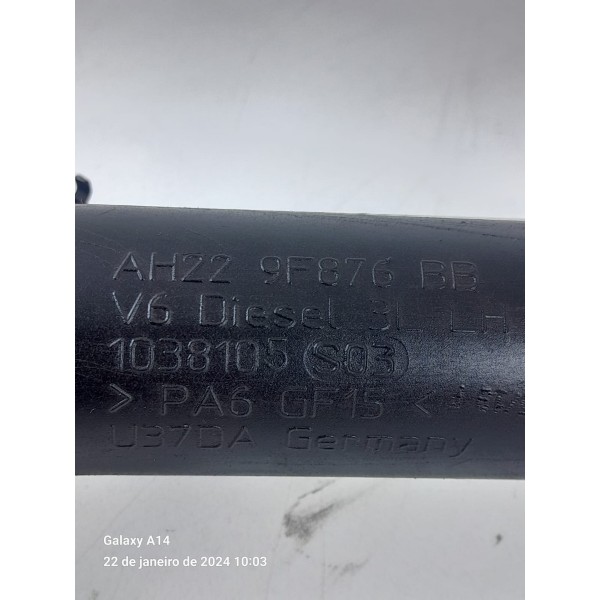 AH22 9F876 BB
V6 Diesel 3L LH
1038105 S03
> PA6 GF15 <
U37DA Germany
Galaxy A14
22 de janeiro de 2024 10:03